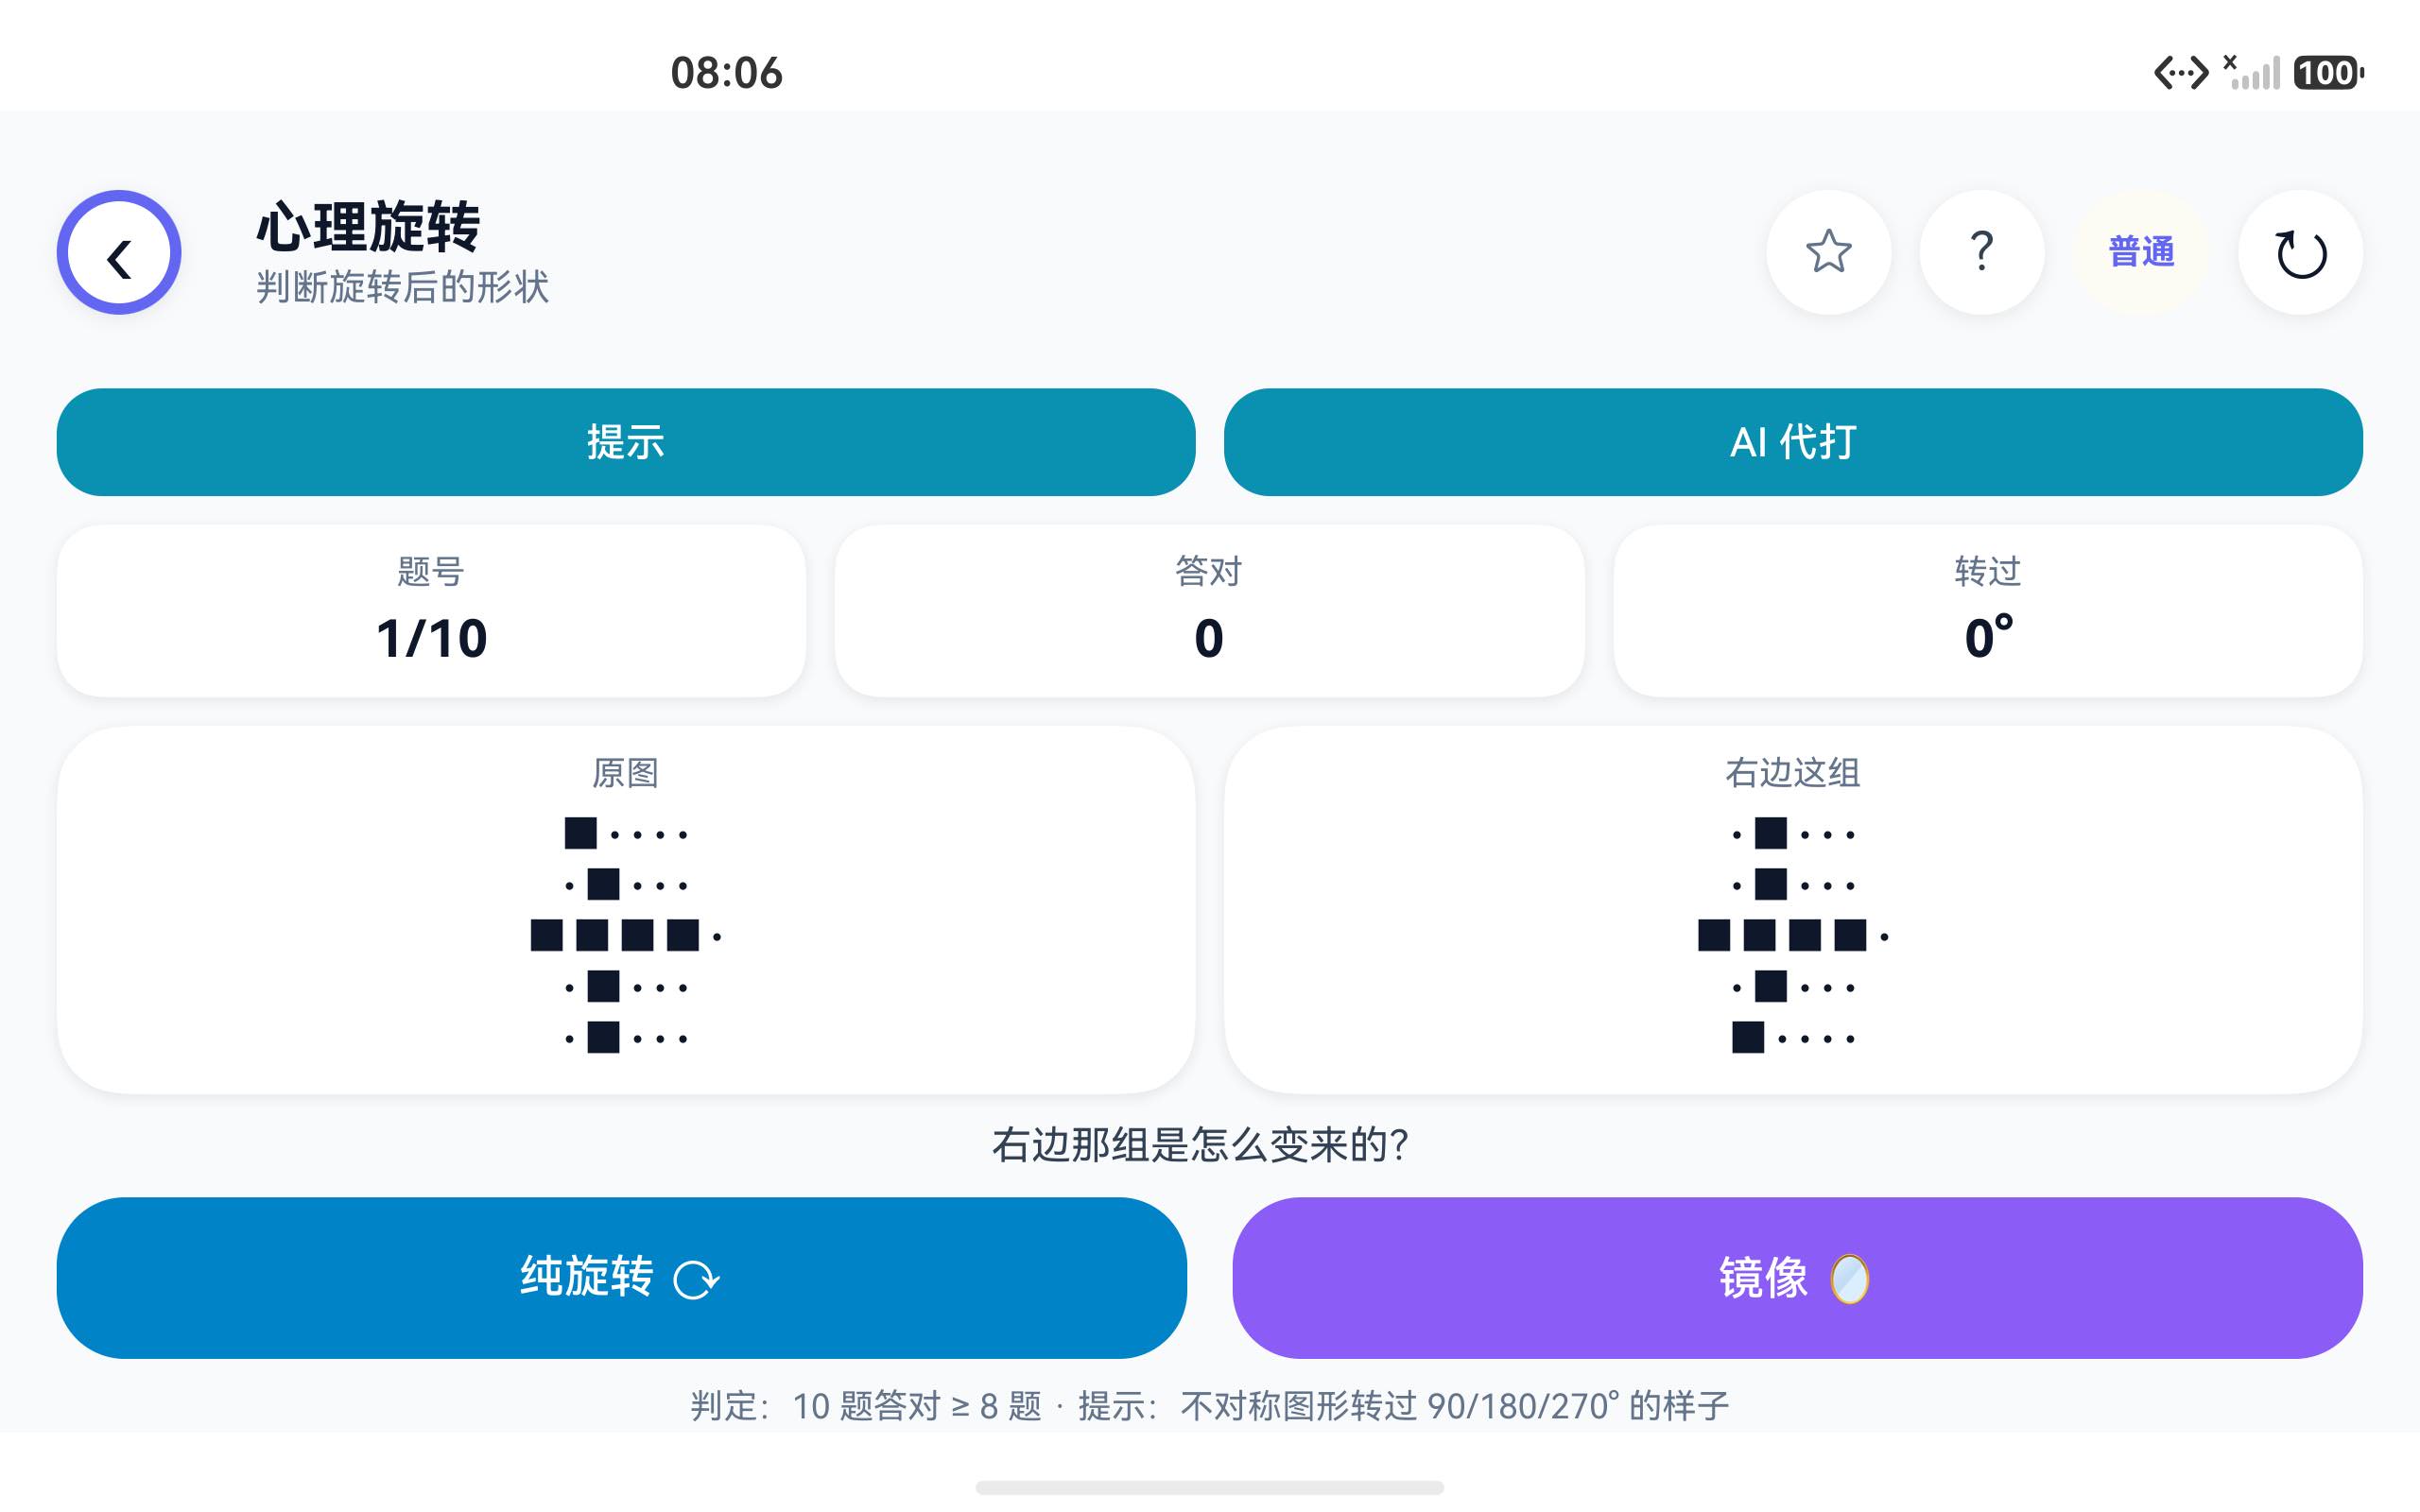 08:06
100
心理旋转
判断旋转后的形状
?
普通
提示
AI 代打
题号
1/10
答对
0
转过
0°
原图
■····
·■···
■■■■·
·■···
·■···
右边这组
·■···
·■···
■■■■·
·■···
■····
右边那组是怎么变来的?
纯旋转 ⟳
镜像 🪞
判定: 10 题答对 ≥ 8 题 · 提示: 不对称图形转过 90/180/270° 的样子